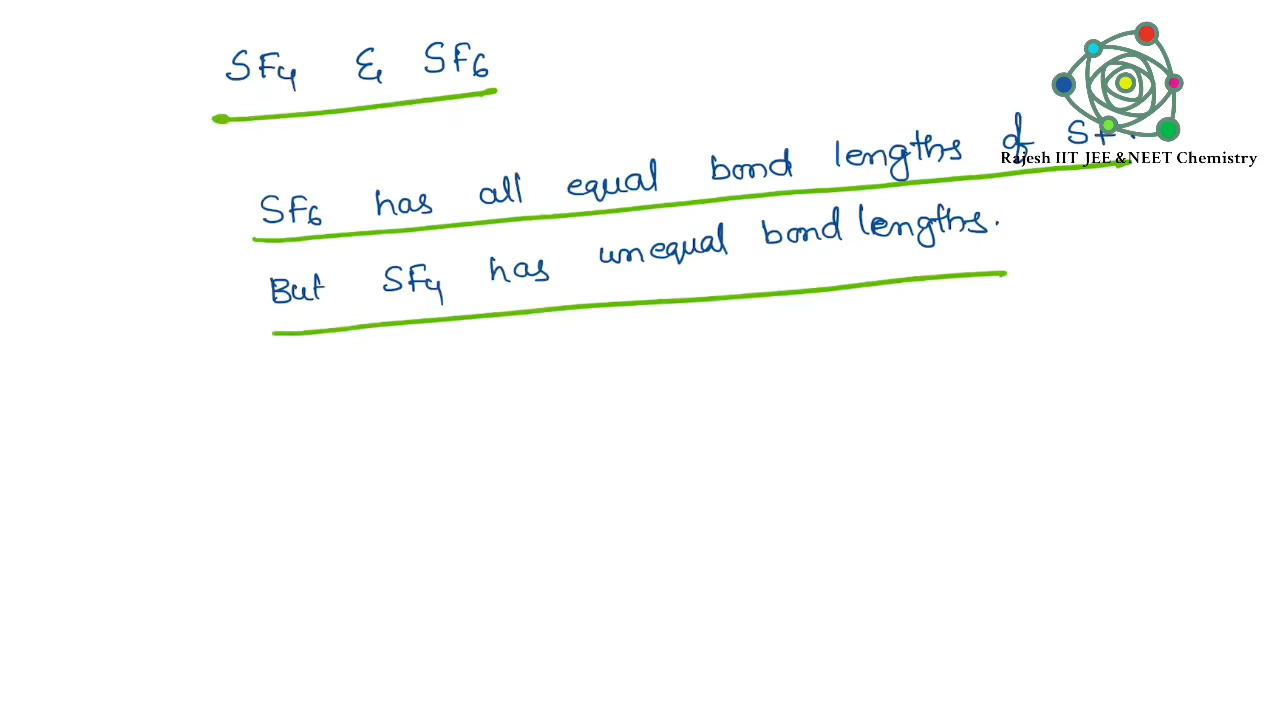 SF4 & SF6
SF6 has all equal bond lengths of SF.
But SF4 has unequal bond lengths.
Rajesh IIT JEE &NEET Chemistry